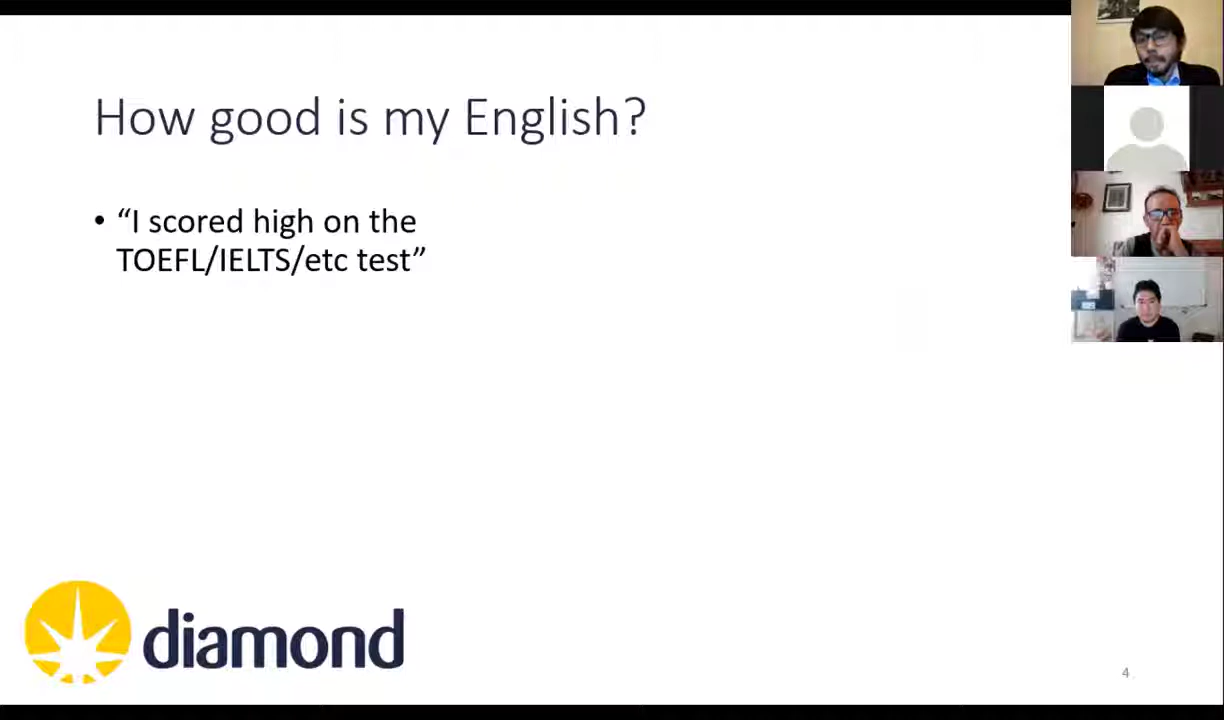 How good is my English?
• “I scored high on the
TOEFL/IELTS/etc test”
diamond
4